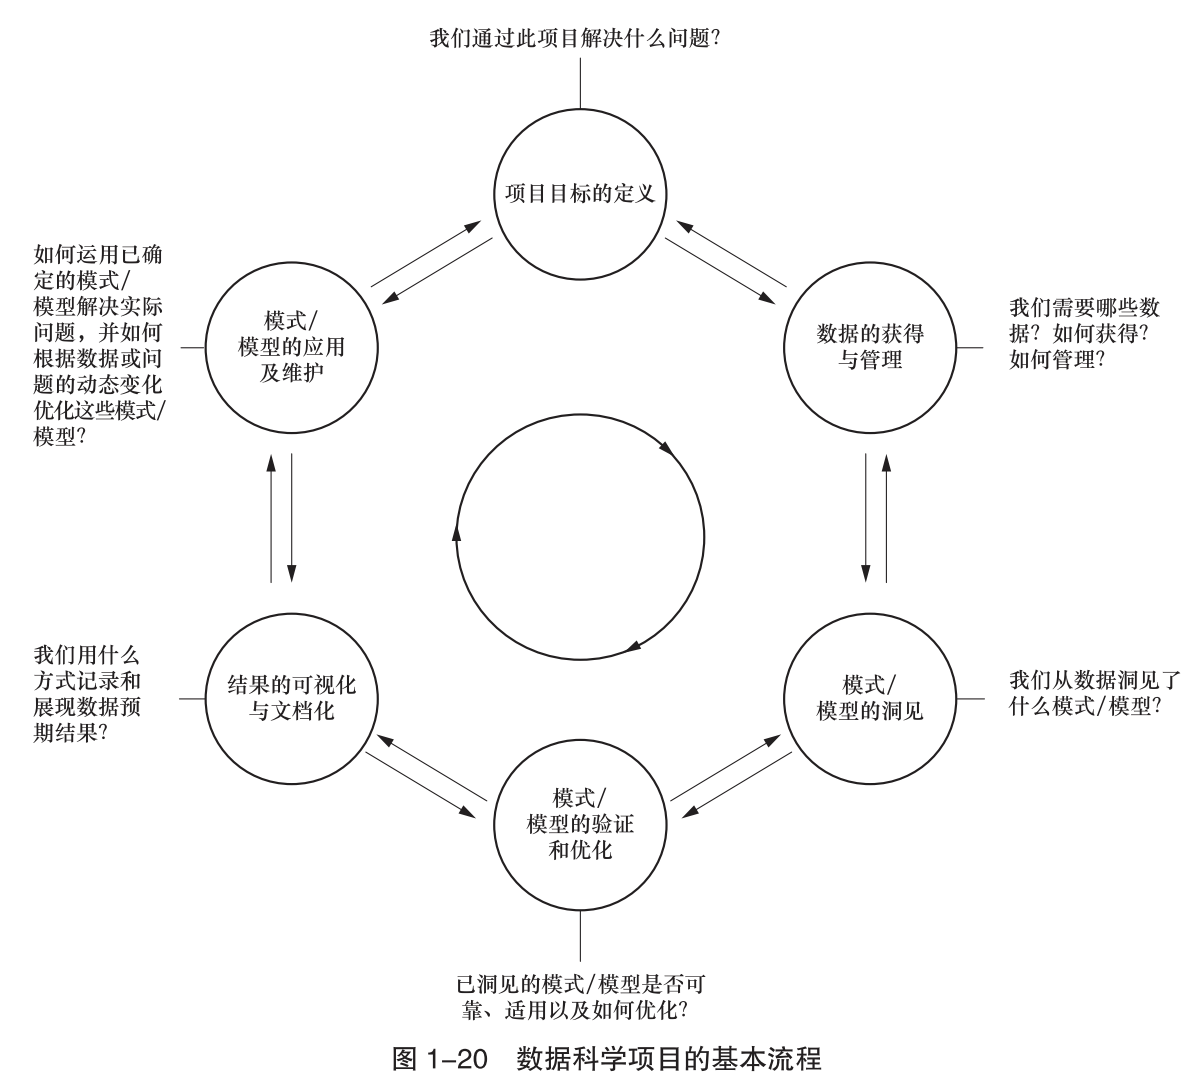 我们通过此项目解决什么问题？
项目目标的定义
如何运用已确
定的模式/
模型解决实际
问题，并如何
根据数据或问
题的动态变化
优化这些模式/
模型？
模式/
模型的应用
及维护
数据的获得
与管理
我们需要哪些数
据？如何获得？
如何管理？
我们用什么
方式记录和
展现数据预
期结果？
结果的可视化
与文档化
模式/
模型的洞见
我们从数据洞见了
什么模式/模型？
模式/
模型的验证
和优化
已洞见的模式/模型是否可
靠、适用以及如何优化？
图 1–20 数据科学项目的基本流程